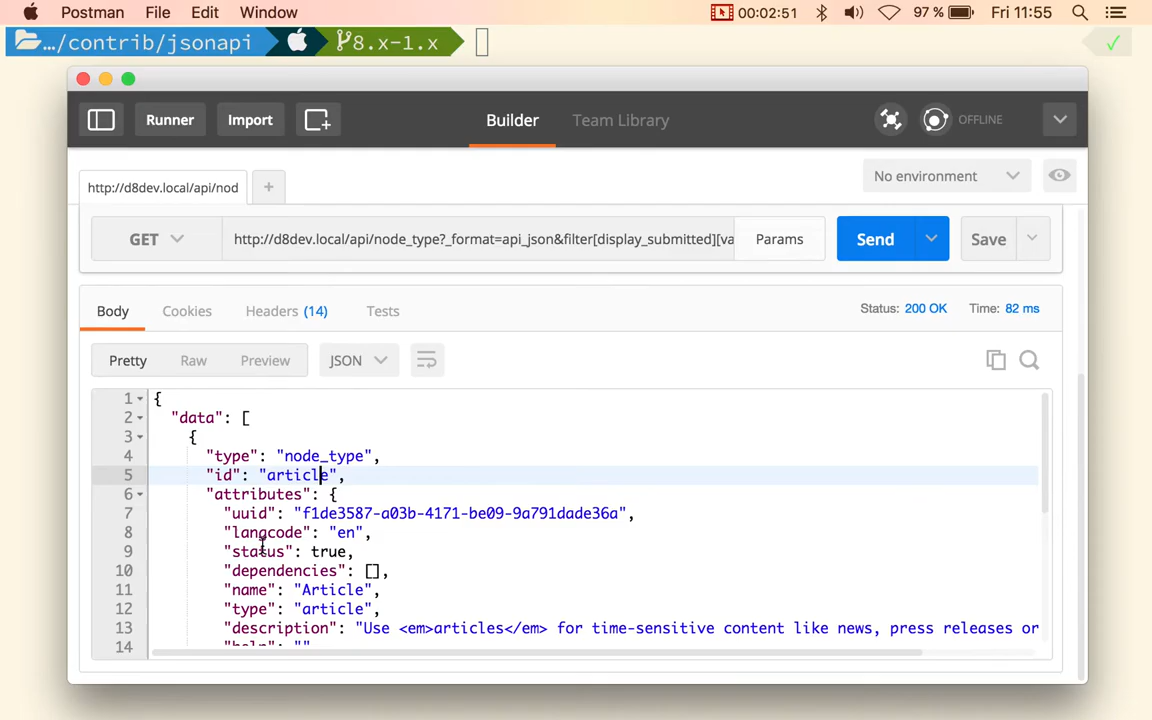 Postman File Edit Window 00:02:51 97 % Fri 11:55
.../contrib/jsonapi 8.x-1.x ✓
Runner Import Builder Team Library OFFLINE
http://d8dev.local/api/nod + No environment
GET http://d8dev.local/api/node_type?_format=api_json&filter[display_submitted][va Params Send Save
Body Cookies Headers (14) Tests Status: 200 OK Time: 82 ms
Pretty Raw Preview JSON
1 {
2 "data": [
3 {
4 "type": "node_type",
5 "id": "article",
6 "attributes": {
7 "uuid": "f1de3587-a03b-4171-be09-9a791dade36a",
8 "langcode": "en",
9 "status": true,
10 "dependencies": [],
11 "name": "Article",
12 "type": "article",
13 "description": "Use <em>articles</em> for time-sensitive content like news, press releases or
14 "help": ""